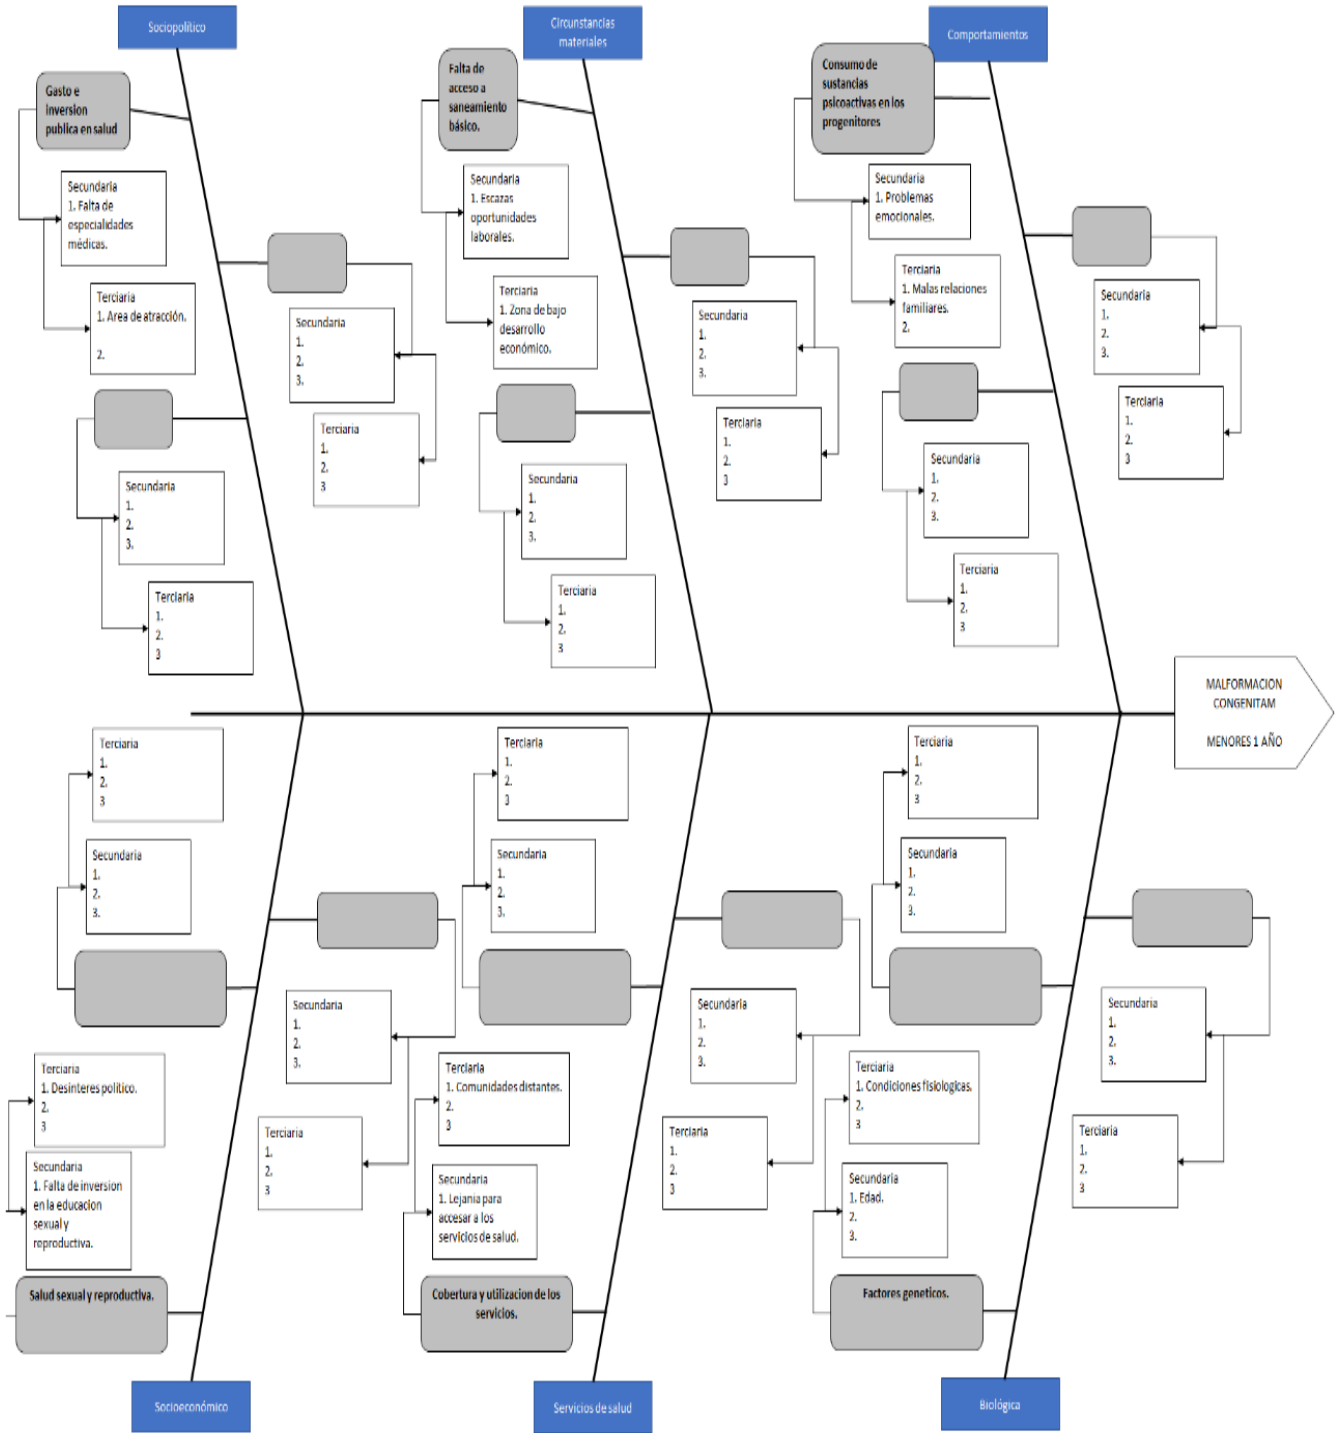 Sociopolítico
Circunstancias
materiales
Comportamientos
Gasto e
Inversion
publica en salud
Secundaria
1. Falta de
especialidades
médicas.
Terciaria
1. Area de atracción.
2.
Secundaria
1.
2.
3.
Terciaria
1.
2.
3
Secundaria
1.
2.
3.
Terciaria
1.
2.
3
Falta de
acceso a
saneamiento
básico.
Secundaria
1. Escazas
oportunidades
laborales.
Terciaria
1. Zona de bajo
desarrollo
económico.
Secundaria
1.
2.
3.
Terciaria
1.
2.
3
Secundaria
1.
2.
3.
Terciaria
1.
2.
3
Consumo de
sustancias
psicoactivas en los
progenitores
Secundaria
1. Problemas
emocionales.
Terciaria
1. Malas relaciones
familiares.
2.
Secundaria
1.
2.
3.
Terciaria
1.
2.
3
Secundaria
1.
2.
3.
Terciaria
1.
2.
3
MALFORMACION
CONGENITAM
MENORES 1 AÑO
Terciaria
1.
2.
3
Secundaria
1.
2.
3.
Secundaria
1.
2.
3.
Terciaria
1.
2.
3
Terciaria
1. Desinteres político.
2.
3
Secundaria
1. Falta de inversion
en la educacion
sexual y
reproductiva.
Salud sexual y reproductiva.
Terciaria
1.
2.
3
Secundaria
1.
2.
3.
Secundaria
1.
2.
3.
Terciaria
1.
2.
3
Terciaria
1. Comunidades distantes.
2.
3
Secundaria
1. Lejania para
accesar a los
servicios de salud.
Cobertura y utilizacion de los
servicios.
Terciaria
1.
2.
3
Secundaria
1.
2.
3.
Secundaria
1.
2.
3.
Terciaria
1.
2.
3
Terciaria
1. Condiciones fisiologicas.
2.
3
Secundaria
1. Edad.
2.
3.
Factores geneticos.
Socioeconómico
Servicios de salud
Biológica